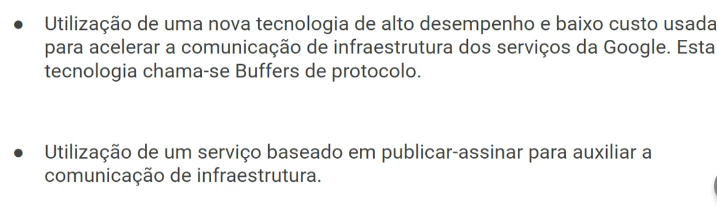 ● Utilização de uma nova tecnologia de alto desempenho e baixo custo usada
para acelerar a comunicação de infraestrutura dos serviços da Google. Esta
tecnologia chama-se Buffers de protocolo.
● Utilização de um serviço baseado em publicar-assinar para auxiliar a
comunicação de infraestrutura.